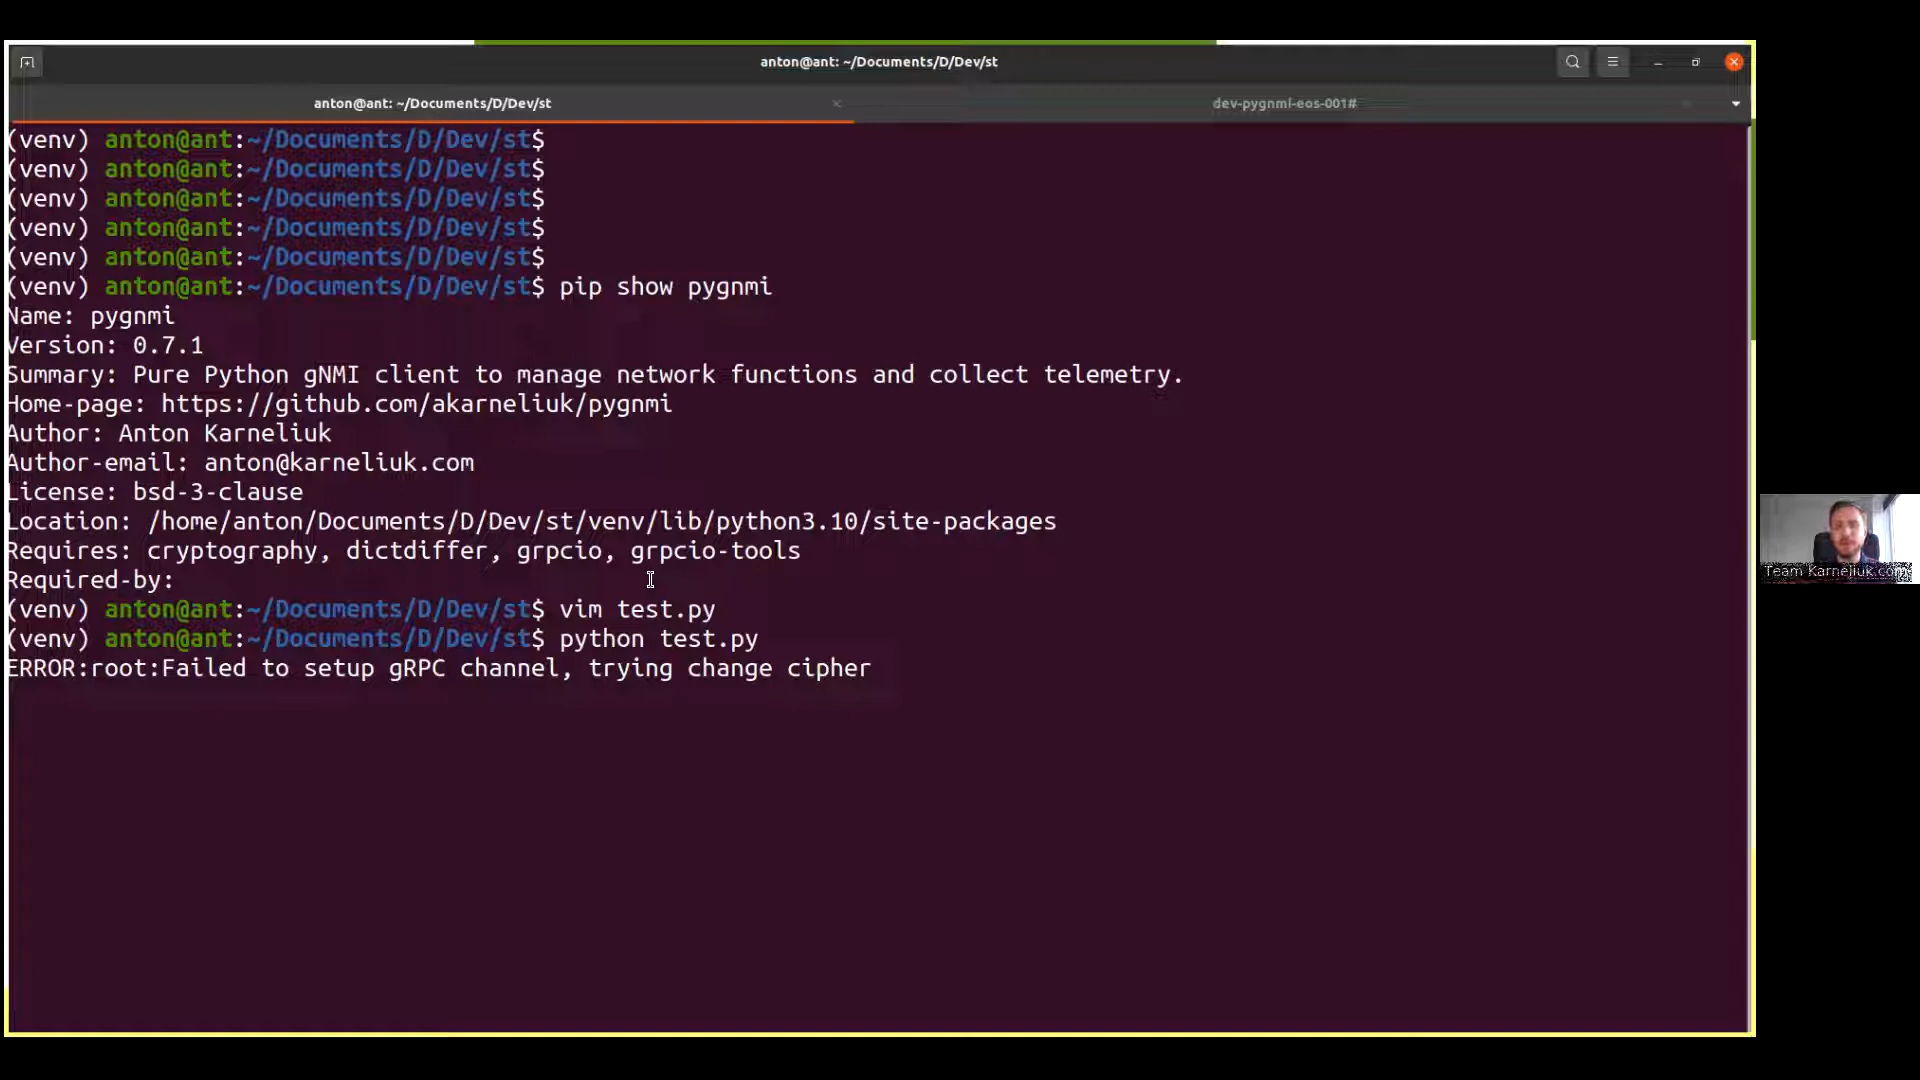 anton@ant: ~/Documents/D/Dev/st
anton@ant: ~/Documents/D/Dev/st
dev-pygnmi-eos-001#
(venv) anton@ant:~/Documents/D/Dev/st$
(venv) anton@ant:~/Documents/D/Dev/st$
(venv) anton@ant:~/Documents/D/Dev/st$
(venv) anton@ant:~/Documents/D/Dev/st$
(venv) anton@ant:~/Documents/D/Dev/st$
(venv) anton@ant:~/Documents/D/Dev/st$ pip show pygnmi
Name: pygnmi
Version: 0.7.1
Summary: Pure Python gNMI client to manage network functions and collect telemetry.
Home-page: https://github.com/akarneliuk/pygnmi
Author: Anton Karneliuk
Author-email: anton@karneliuk.com
License: bsd-3-clause
Location: /home/anton/Documents/D/Dev/st/venv/lib/python3.10/site-packages
Requires: cryptography, dictdiffer, grpcio, grpcio-tools
Required-by:
(venv) anton@ant:~/Documents/D/Dev/st$ vim test.py
(venv) anton@ant:~/Documents/D/Dev/st$ python test.py
ERROR:root:Failed to setup gRPC channel, trying change cipher
Team Karneliuk.com